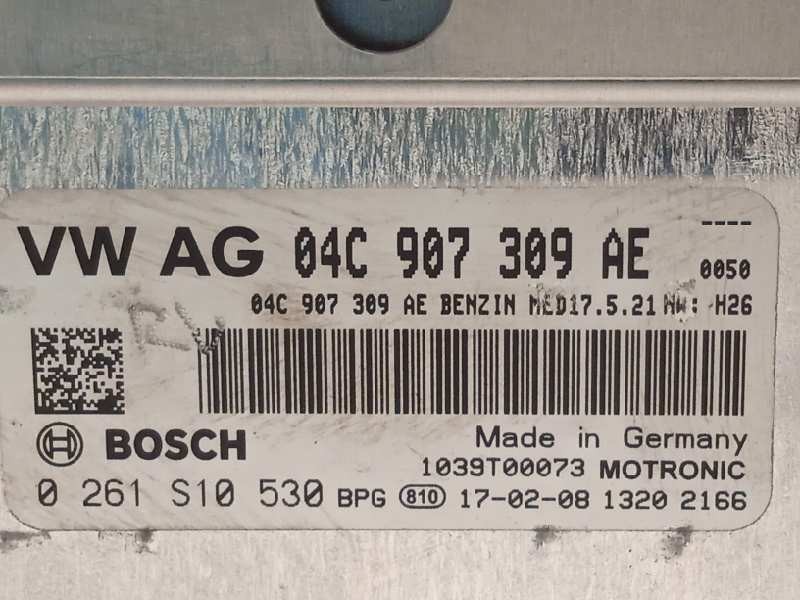 VW AG 04C 907 309 AE ----
0050
04C 907 309 AE BENZIN MED17.5.21 HW: H26
BOSCH
Made in Germany
1039T00073 MOTRONIC
0 261 S10 530 BPG 810 17-02-08 1320 2166